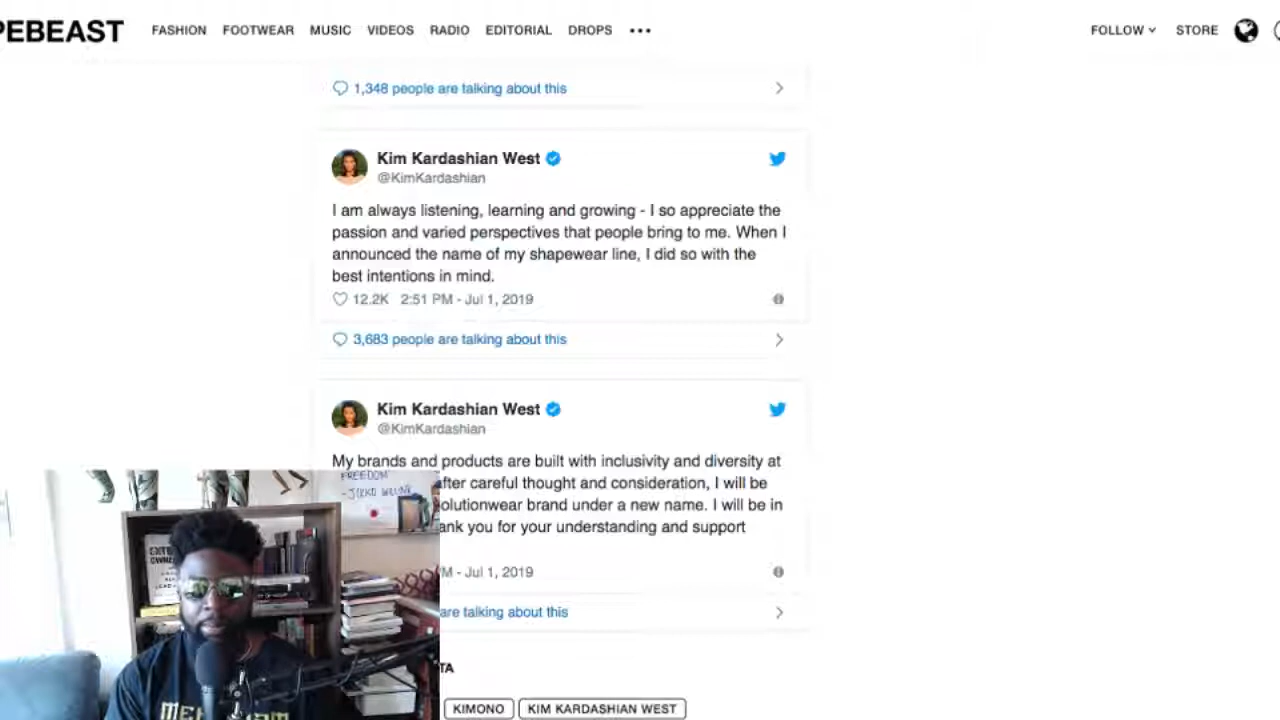 PEBEAST
FASHION FOOTWEAR MUSIC VIDEOS RADIO EDITORIAL DROPS •••
FOLLOW STORE
1,348 people are talking about this
Kim Kardashian West
@KimKardashian
I am always listening, learning and growing - I so appreciate the
passion and varied perspectives that people bring to me. When I
announced the name of my shapewear line, I did so with the
best intentions in mind.
12.2K 2:51 PM - Jul 1, 2019
3,683 people are talking about this
Kim Kardashian West
@KimKardashian
My brands and products are built with inclusivity and diversity at
after careful thought and consideration, I will be
olutionwear brand under a new name. I will be in
ank you for your understanding and support
M - Jul 1, 2019
are talking about this
FREEDOM
TA
KIMONO KIM KARDASHIAN WEST